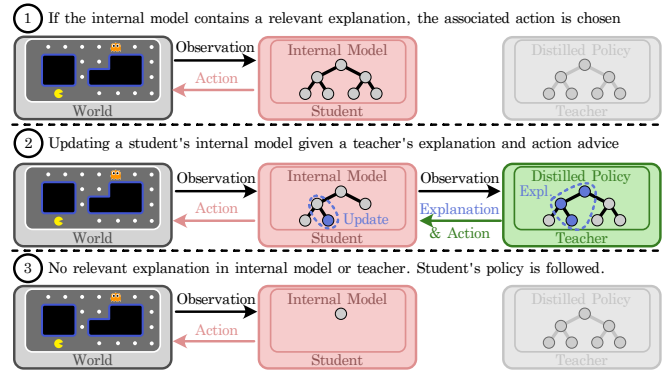 1 If the internal model contains a relevant explanation, the associated action is chosen
Observation
Action
World
Internal Model
Student
Distilled Policy
Teacher
2 Updating a student's internal model given a teacher's explanation and action advice
Observation
Action
World
Internal Model
Update
Student
Observation
Explanation
& Action
Distilled Policy
Expl.
Teacher
3 No relevant explanation in internal model or teacher. Student's policy is followed.
Observation
Action
World
Internal Model
Student
Distilled Policy
Teacher